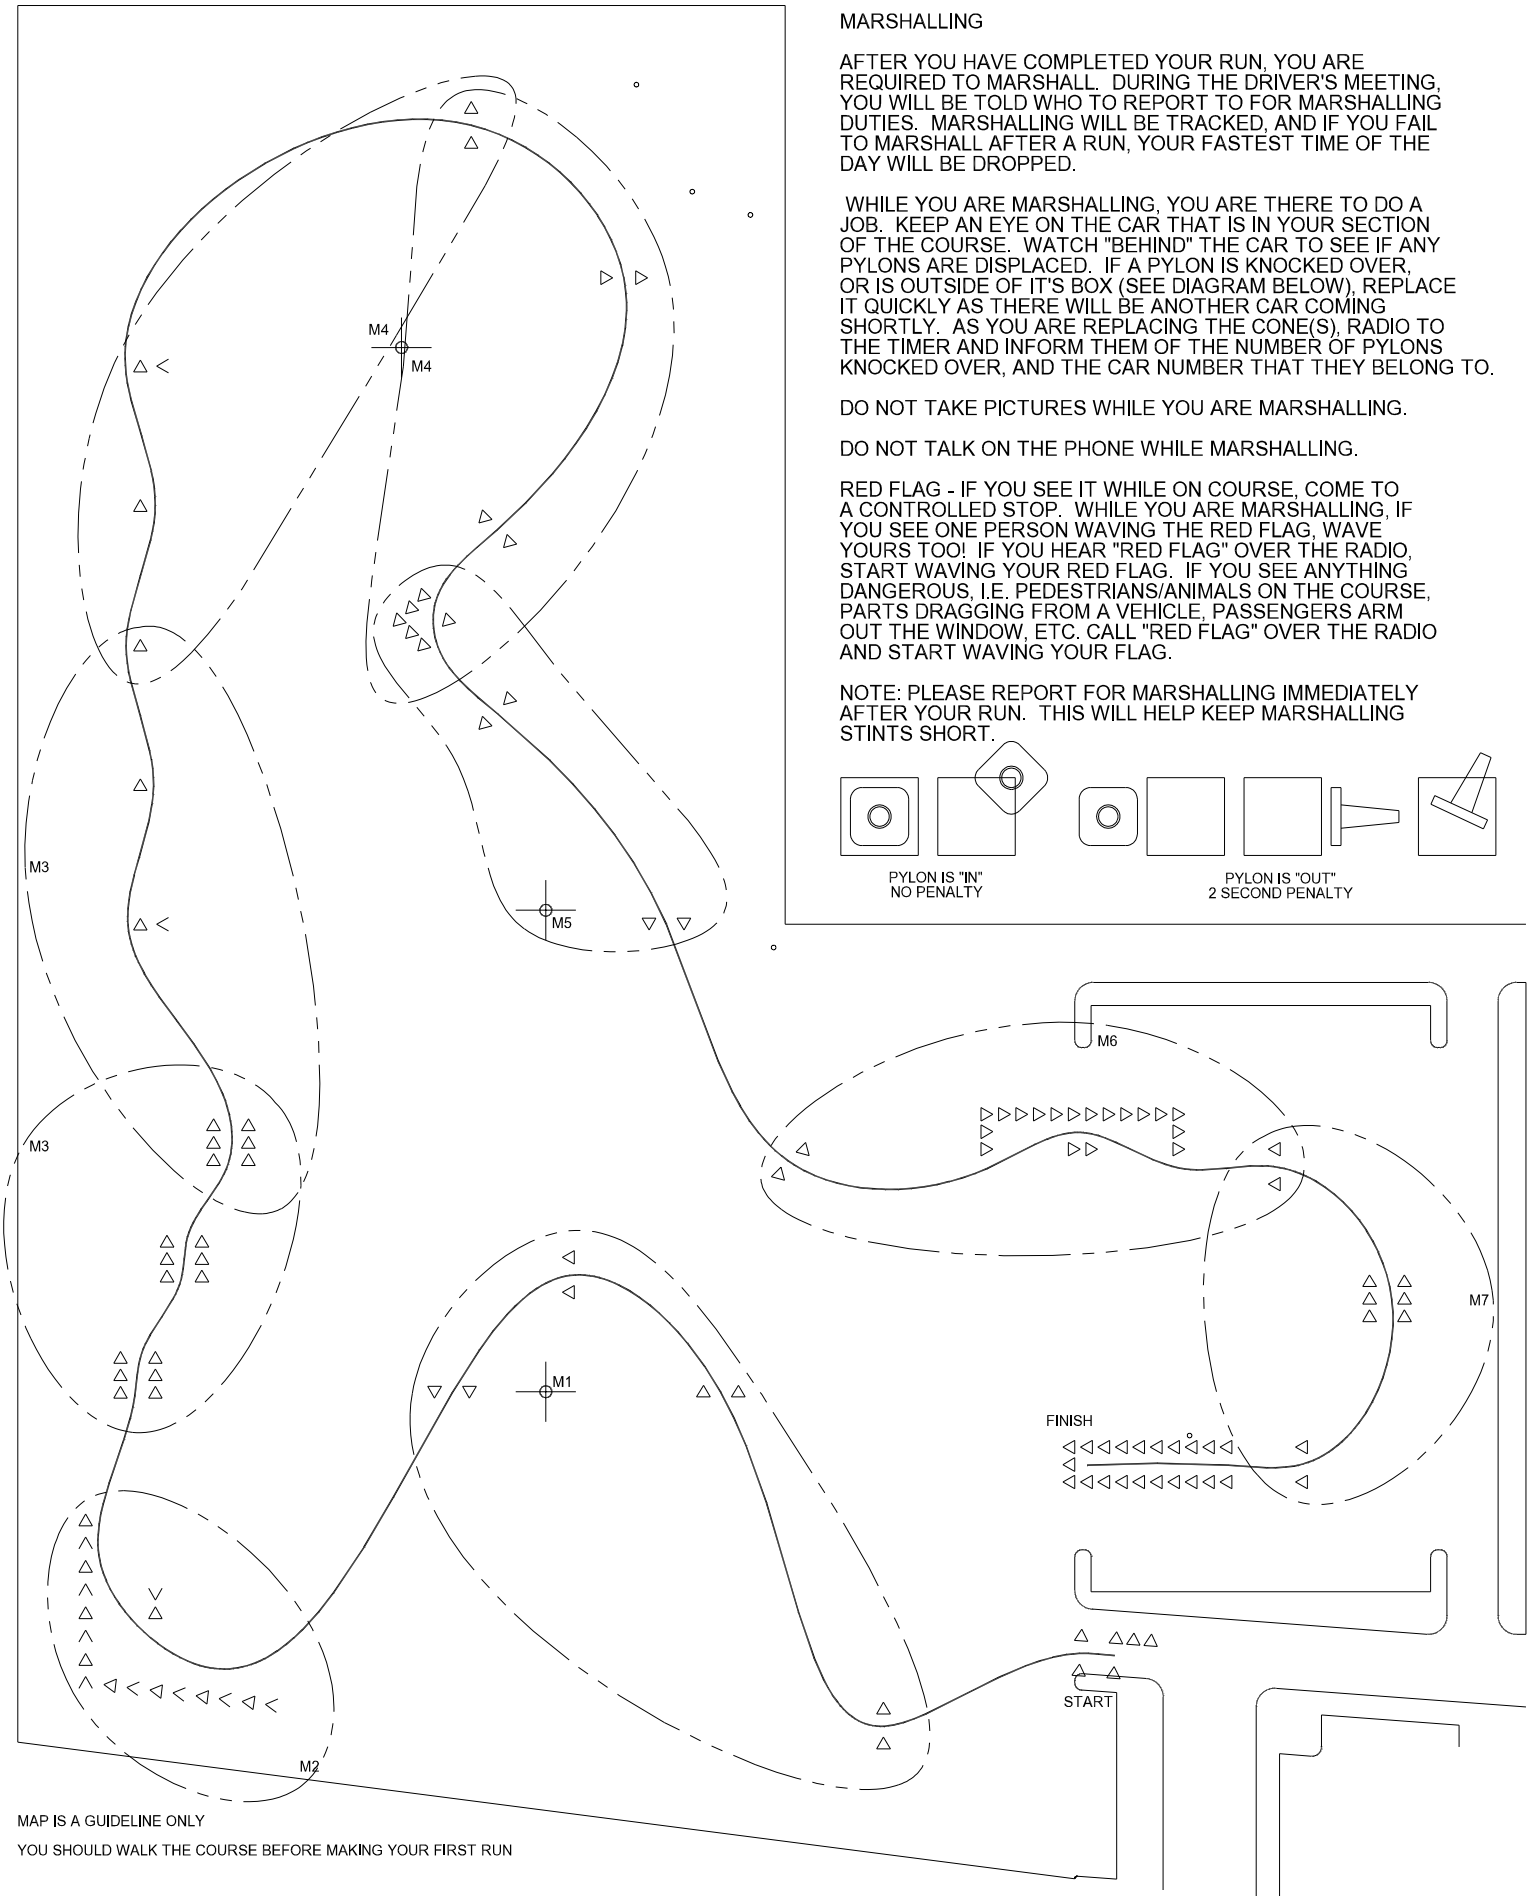 MARSHALLING
AFTER YOU HAVE COMPLETED YOUR RUN, YOU ARE
REQUIRED TO MARSHALL.  DURING THE DRIVER'S MEETING,
YOU WILL BE TOLD WHO TO REPORT TO FOR MARSHALLING
DUTIES.  MARSHALLING WILL BE TRACKED, AND IF YOU FAIL
TO MARSHALL AFTER A RUN, YOUR FASTEST TIME OF THE
DAY WILL BE DROPPED.
WHILE YOU ARE MARSHALLING, YOU ARE THERE TO DO A
JOB.  KEEP AN EYE ON THE CAR THAT IS IN YOUR SECTION
OF THE COURSE.  WATCH "BEHIND" THE CAR TO SEE IF ANY
PYLONS ARE DISPLACED.  IF A PYLON IS KNOCKED OVER,
OR IS OUTSIDE OF IT'S BOX (SEE DIAGRAM BELOW), REPLACE
IT QUICKLY AS THERE WILL BE ANOTHER CAR COMING
SHORTLY.  AS YOU ARE REPLACING THE CONE(S), RADIO TO
THE TIMER AND INFORM THEM OF THE NUMBER OF PYLONS
KNOCKED OVER, AND THE CAR NUMBER THAT THEY BELONG TO.
DO NOT TAKE PICTURES WHILE YOU ARE MARSHALLING.
DO NOT TALK ON THE PHONE WHILE MARSHALLING.
RED FLAG - IF YOU SEE IT WHILE ON COURSE, COME TO
A CONTROLLED STOP.  WHILE YOU ARE MARSHALLING, IF
YOU SEE ONE PERSON WAVING THE RED FLAG, WAVE
YOURS TOO!  IF YOU HEAR "RED FLAG" OVER THE RADIO,
START WAVING YOUR RED FLAG.  IF YOU SEE ANYTHING
DANGEROUS, I.E. PEDESTRIANS/ANIMALS ON THE COURSE,
PARTS DRAGGING FROM A VEHICLE, PASSENGERS ARM
OUT THE WINDOW, ETC. CALL "RED FLAG" OVER THE RADIO
AND START WAVING YOUR FLAG.
NOTE: PLEASE REPORT FOR MARSHALLING IMMEDIATELY
AFTER YOUR RUN.  THIS WILL HELP KEEP MARSHALLING
STINTS SHORT.
PYLON IS "IN"
NO PENALTY
PYLON IS "OUT"
2 SECOND PENALTY
M4
M4
M3
M5
M6
M3
M7
M1
FINISH
START
M2
MAP IS A GUIDELINE ONLY
YOU SHOULD WALK THE COURSE BEFORE MAKING YOUR FIRST RUN